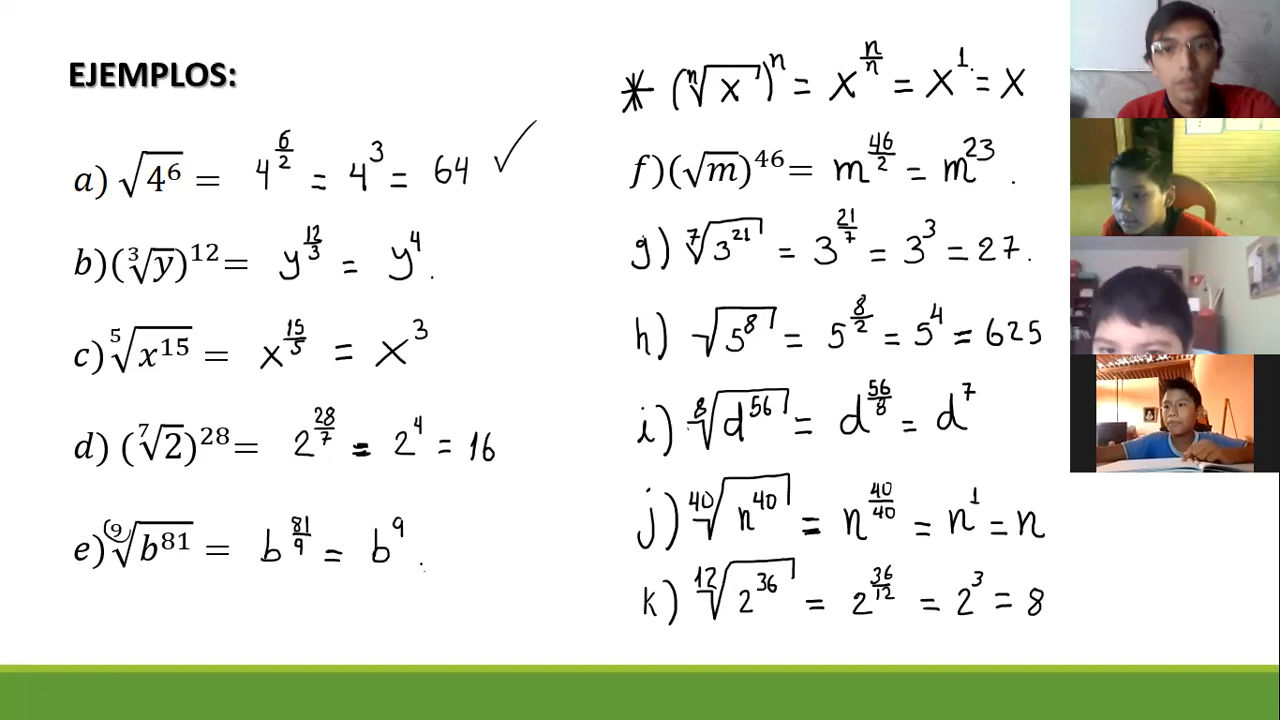 EJEMPLOS:
a) √(4⁶) = 4^(6/2) = 4³ = 64 ✓
b) (∛y)¹² = y^(12/3) = y⁴.
c) ⁵√(x¹⁵) = x^(15/5) = x³
d) (⁷√2)²⁸ = 2^(28/7) = 2⁴ = 16
e) ⁹√(b⁸¹) = b^(81/9) = b⁹.
* (ⁿ√x)ⁿ = x^(n/n) = x¹ = x
f) (√m)⁴⁶ = m^(46/2) = m²³.
g) ⁷√(3²¹) = 3^(21/7) = 3³ = 27.
h) √(5⁸) = 5^(8/2) = 5⁴ = 625
i) ⁸√(d⁵⁶) = d^(56/8) = d⁷
j) ⁴⁰√(n⁴⁰) = n^(40/40) = n¹ = n
k) ¹²√(2³⁶) = 2^(36/12) = 2³ = 8